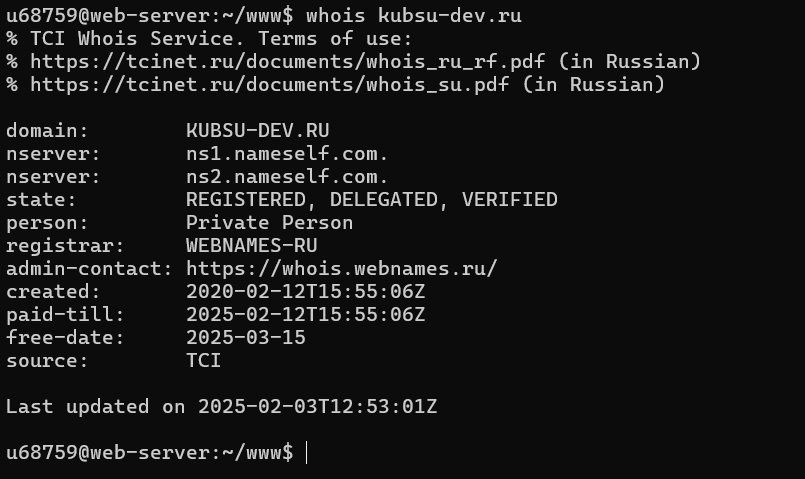 u68759@web-server:~/www$ whois kubsu-dev.ru
% TCI Whois Service. Terms of use:
% https://tcinet.ru/documents/whois_ru_rf.pdf (in Russian)
% https://tcinet.ru/documents/whois_su.pdf (in Russian)

domain:        KUBSU-DEV.RU
nserver:       ns1.nameself.com.
nserver:       ns2.nameself.com.
state:         REGISTERED, DELEGATED, VERIFIED
person:        Private Person
registrar:     WEBNAMES-RU
admin-contact: https://whois.webnames.ru/
created:       2020-02-12T15:55:06Z
paid-till:     2025-02-12T15:55:06Z
free-date:     2025-03-15
source:        TCI

Last updated on 2025-02-03T12:53:01Z

u68759@web-server:~/www$